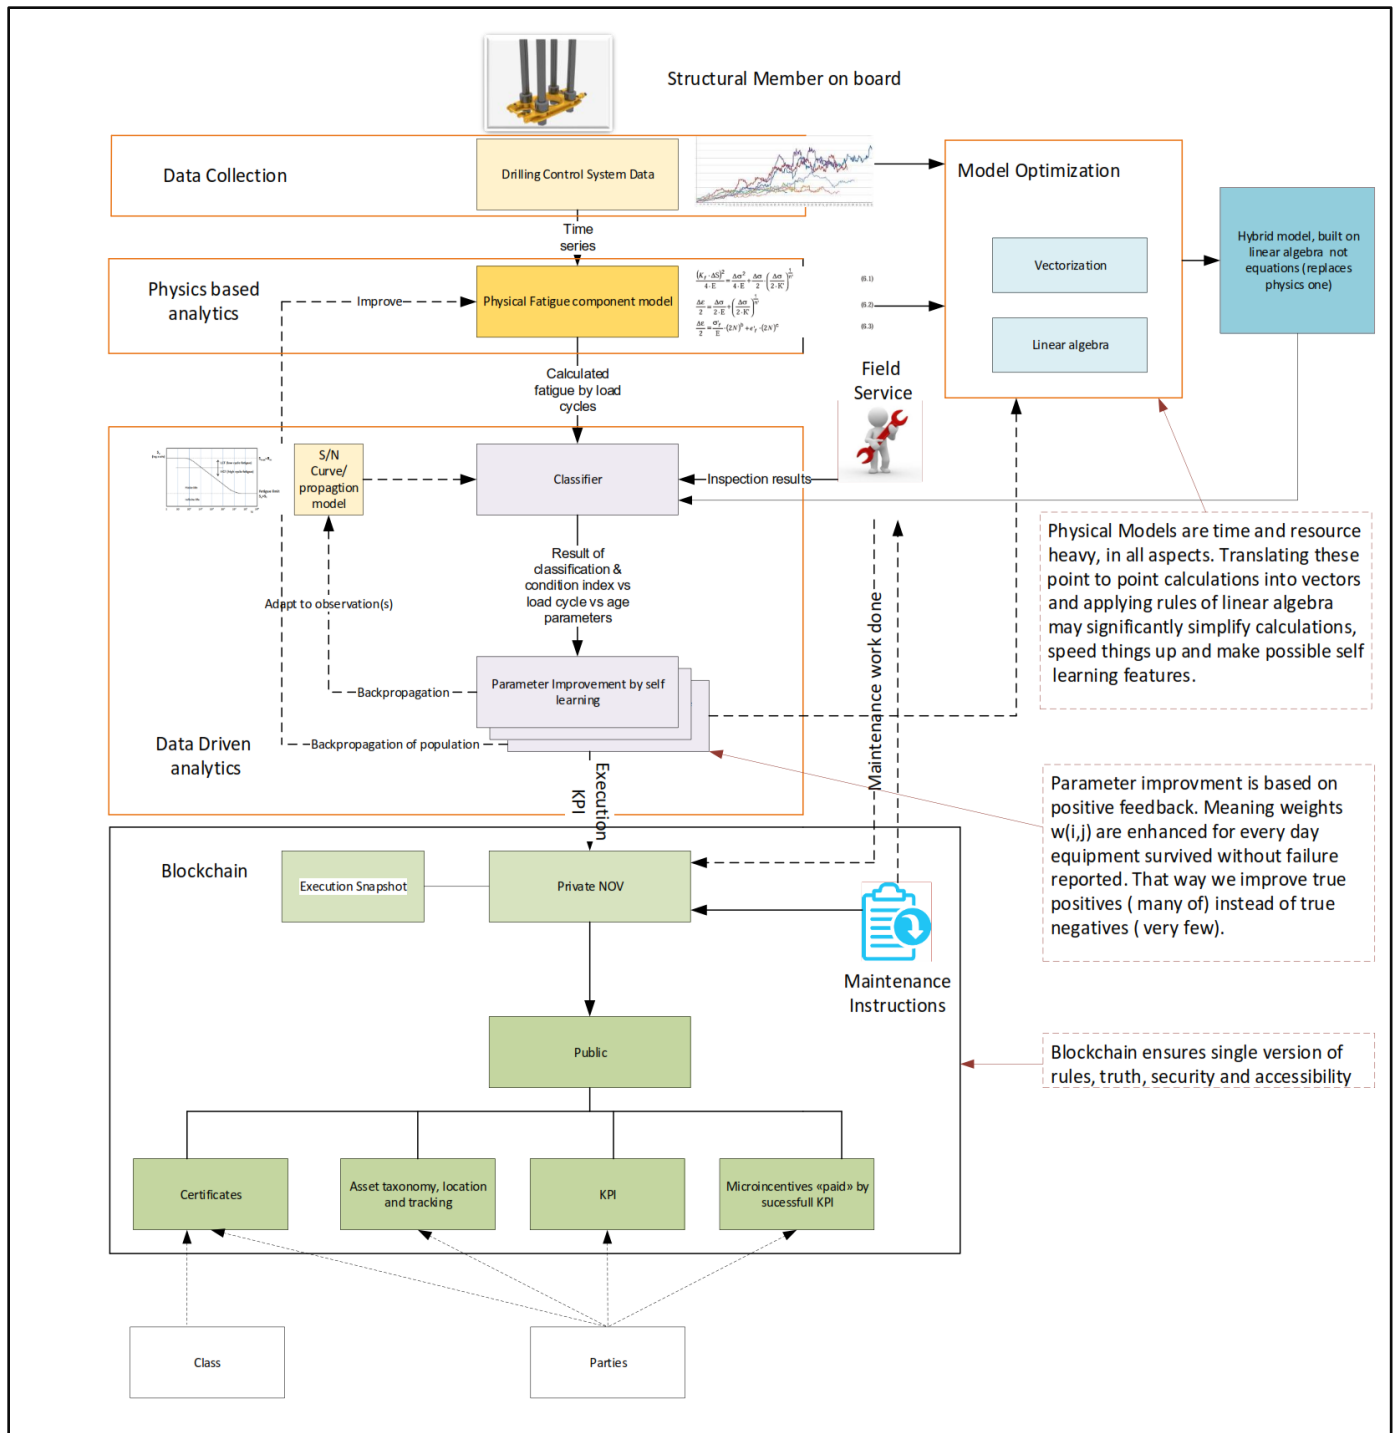 Structural Member on board
Data Collection
Drilling Control System Data
Model Optimization
Time
series
Vectorization
Linear algebra
Hybrid model, built on
linear algebra not
equations (replaces
physics one)
Physics based
analytics
Improve
Physical Fatigue component model
(6.1)
(6.2)
(6.3)
Calculated
fatigue by load
cycles
Field
Service
S/N
Curve/
propagtion
model
Classifier
Inspection results
Result of
classification &
condition index vs
load cycle vs age
parameters
Adapt to observation(s)
Maintenance work done
Physical Models are time and resource
heavy, in all aspects. Translating these
point to point calculations into vectors
and applying rules of linear algebra
may significantly simplify calculations,
speed things up and make possible self
learning features.
Parameter Improvement by self
learning
Backpropagation
Backpropagation of population
Data Driven
analytics
Execution
KPI
Parameter improvment is based on
positive feedback. Meaning weights
w(i,j) are enhanced for every day
equipment survived without failure
reported. That way we improve true
positives ( many of) instead of true
negatives ( very few).
Blockchain
Execution Snapshot
Private NOV
Maintenance
Instructions
Public
Blockchain ensures single version of
rules, truth, security and accessibility
Certificates
Asset taxonomy, location
and tracking
KPI
Microincentives «paid» by
sucessfull KPI
Class
Parties